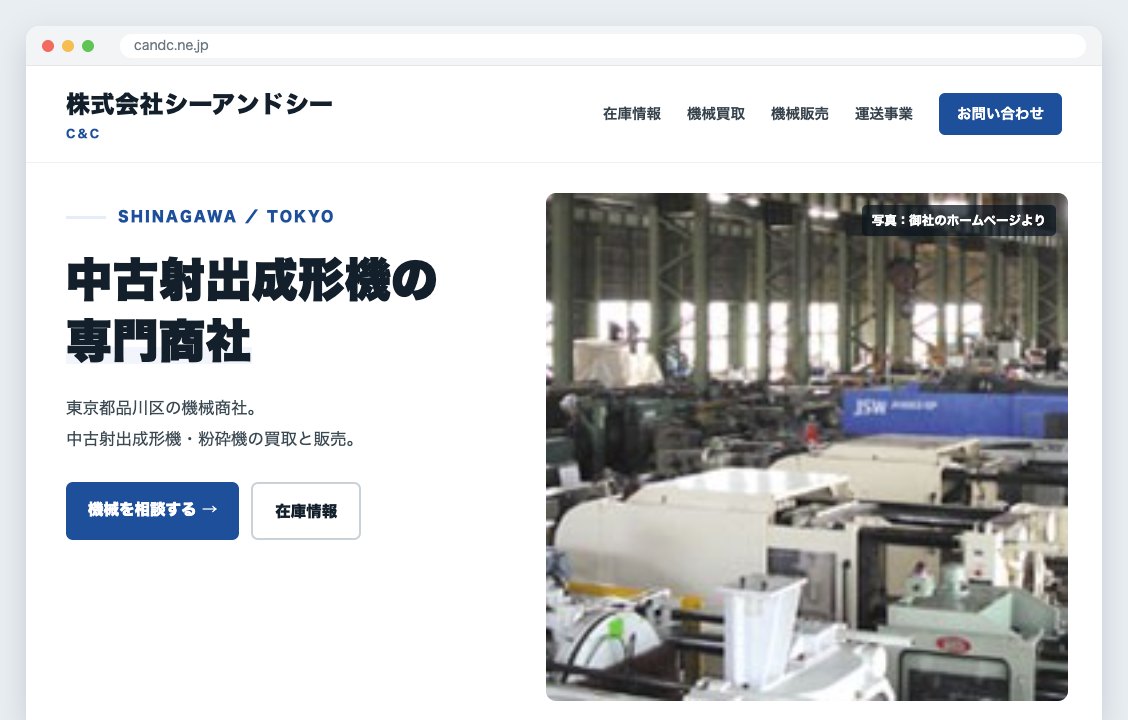 candc.ne.jp
株式会社シーアンドシー
C&C
在庫情報 機械買取 機械販売 運送事業 お問い合わせ
SHINAGAWA ／ TOKYO
中古射出成形機の
専門商社
東京都品川区の機械商社。
中古射出成形機・粉砕機の買取と販売。
機械を相談する →
在庫情報
写真：御社のホームページより
JSW